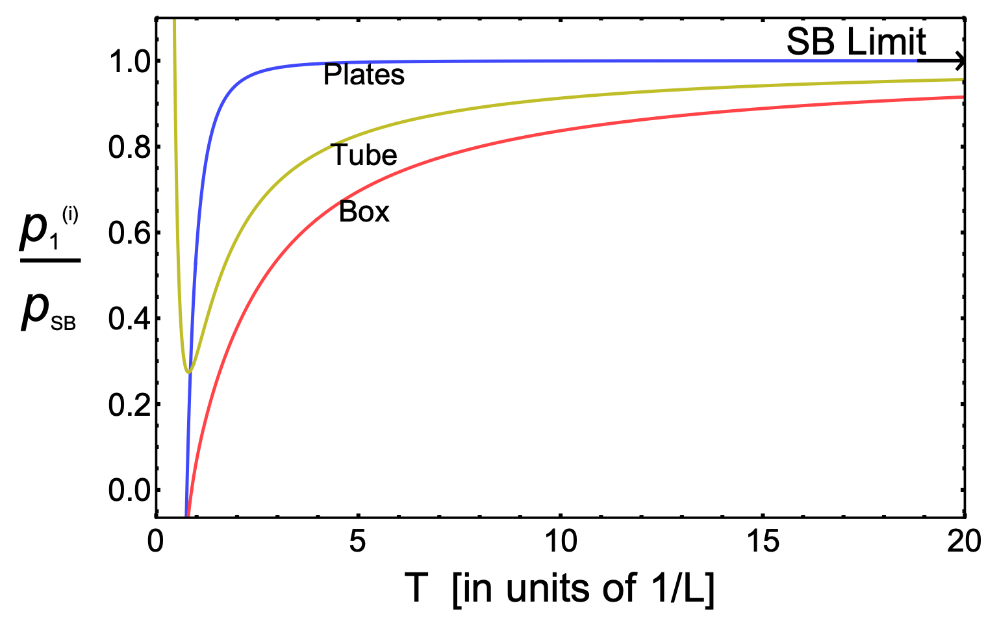 SB Limit
1.0
Plates
0.8
Tube
p₁⁽ⁱ⁾
0.6
Box
p_SB
0.4
0.2
0.0
0 5 10 15 20
T [in units of 1/L]